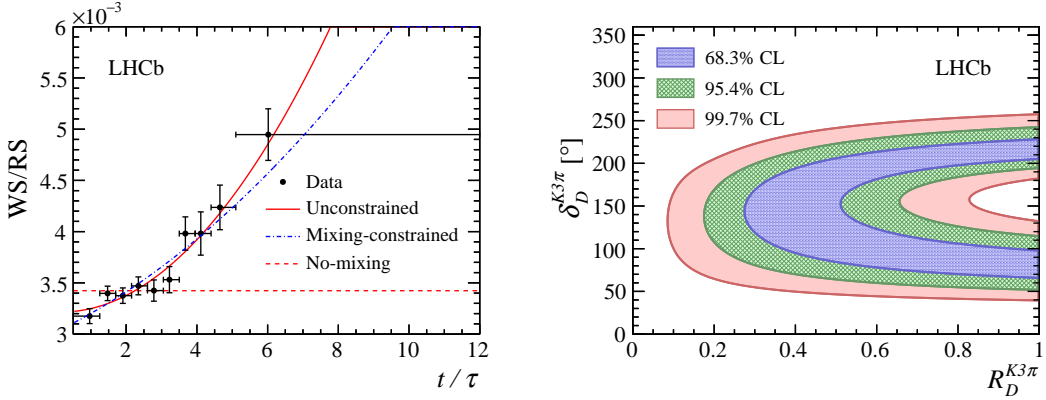 ×10⁻³
WS/RS
6
5.5
5
4.5
4
3.5
3
LHCb
Data
Unconstrained
Mixing-constrained
No-mixing
2 4 6 8 10 12
t / τ
δ_D^{K3π} [°]
350
300
250
200
150
100
50
0
68.3% CL
95.4% CL
99.7% CL
LHCb
0 0.2 0.4 0.6 0.8 1
R_D^{K3π}